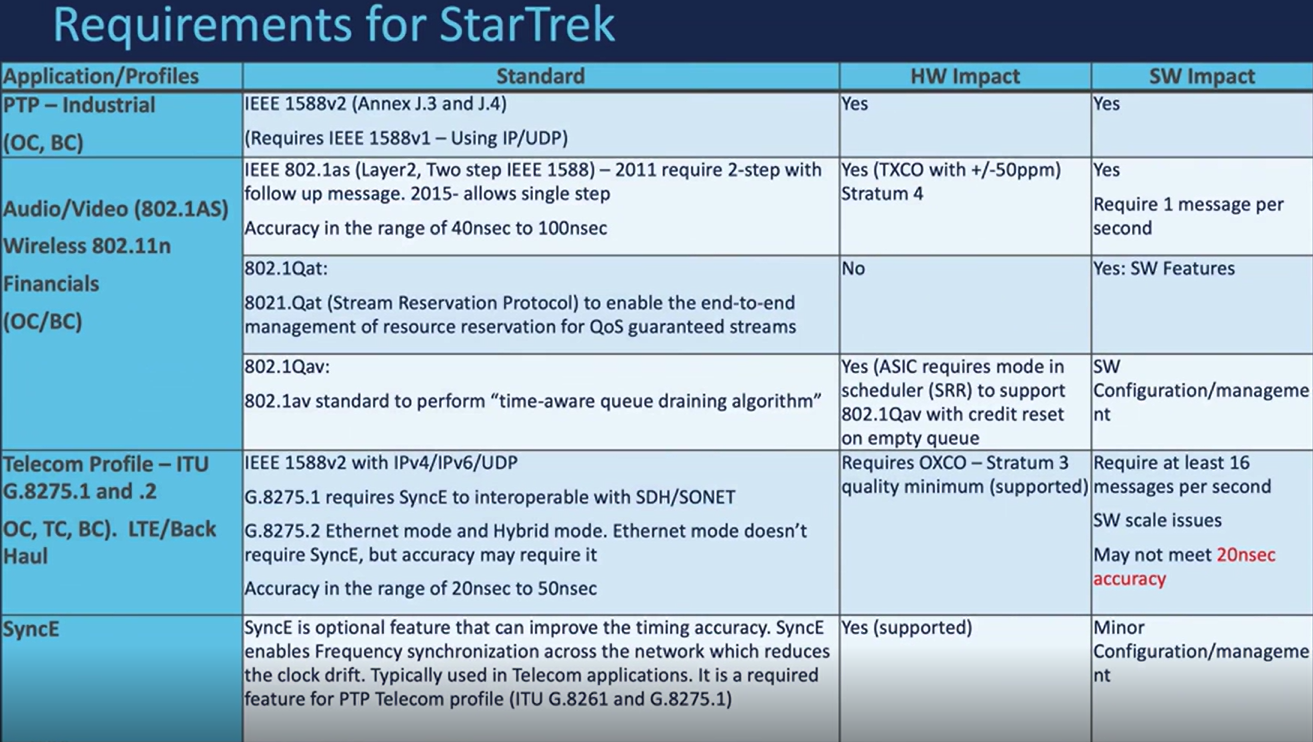 Requirements for StarTrek
Application/Profiles
Standard
HW Impact
SW Impact
PTP – Industrial
(OC, BC)
IEEE 1588v2 (Annex J.3 and J.4)
(Requires IEEE 1588v1 – Using IP/UDP)
Yes
Yes
Audio/Video (802.1AS)
Wireless 802.11n
Financials
(OC/BC)
IEEE 802.1as (Layer2, Two step IEEE 1588) – 2011 require 2-step with
follow up message. 2015- allows single step
Accuracy in the range of 40nsec to 100nsec
Yes (TXCO with +/-50ppm)
Stratum 4
Yes
Require 1 message per
second
802.1Qat:
8021.Qat (Stream Reservation Protocol) to enable the end-to-end
management of resource reservation for QoS guaranteed streams
No
Yes: SW Features
802.1Qav:
802.1av standard to perform “time-aware queue draining algorithm”
Yes (ASIC requires mode in
scheduler (SRR) to support
802.1Qav with credit reset
on empty queue
SW
Configuration/manageme
nt
Telecom Profile – ITU
G.8275.1 and .2
OC, TC, BC). LTE/Back
Haul
IEEE 1588v2 with IPv4/IPv6/UDP
G.8275.1 requires SyncE to interoperable with SDH/SONET
G.8275.2 Ethernet mode and Hybrid mode. Ethernet mode doesn’t
require SyncE, but accuracy may require it
Accuracy in the range of 20nsec to 50nsec
Requires OXCO – Stratum 3
quality minimum (supported)
Require at least 16
messages per second
SW scale issues
May not meet 20nsec
accuracy
SyncE
SyncE is optional feature that can improve the timing accuracy. SyncE
enables Frequency synchronization across the network which reduces
the clock drift. Typically used in Telecom applications. It is a required
feature for PTP Telecom profile (ITU G.8261 and G.8275.1)
Yes (supported)
Minor
Configuration/manageme
nt